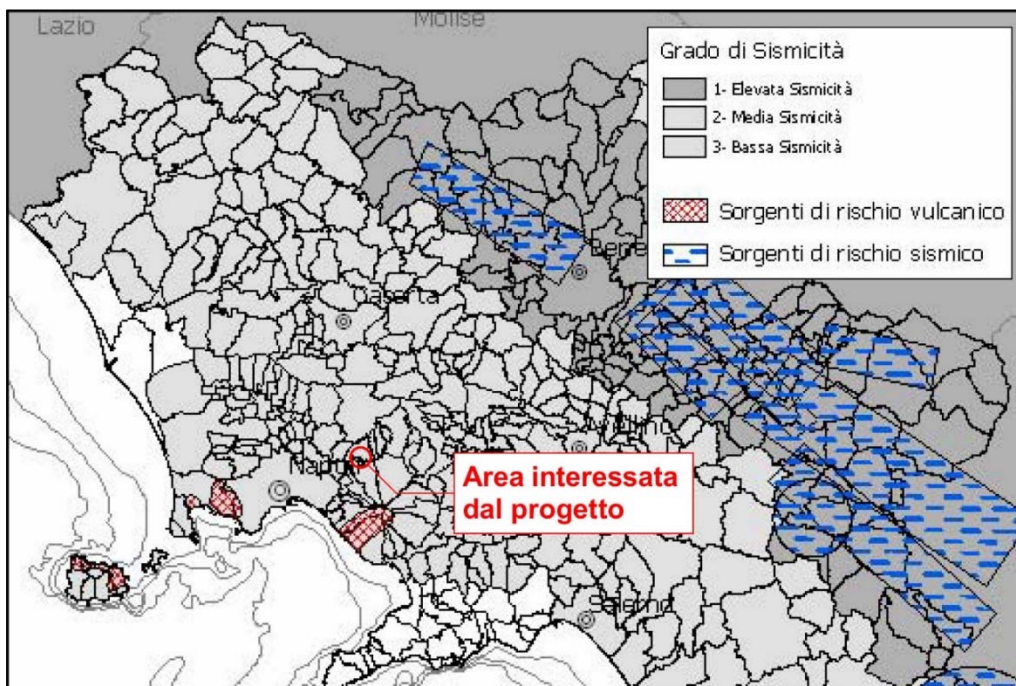 Lazio
Molise
Grado di Sismicità
1- Elevata Sismicità
2- Media Sismicità
3- Bassa Sismicità
Sorgenti di rischio vulcanico
Sorgenti di rischio sismico
Caserta
Napoli
Area interessata
dal progetto
Salerno